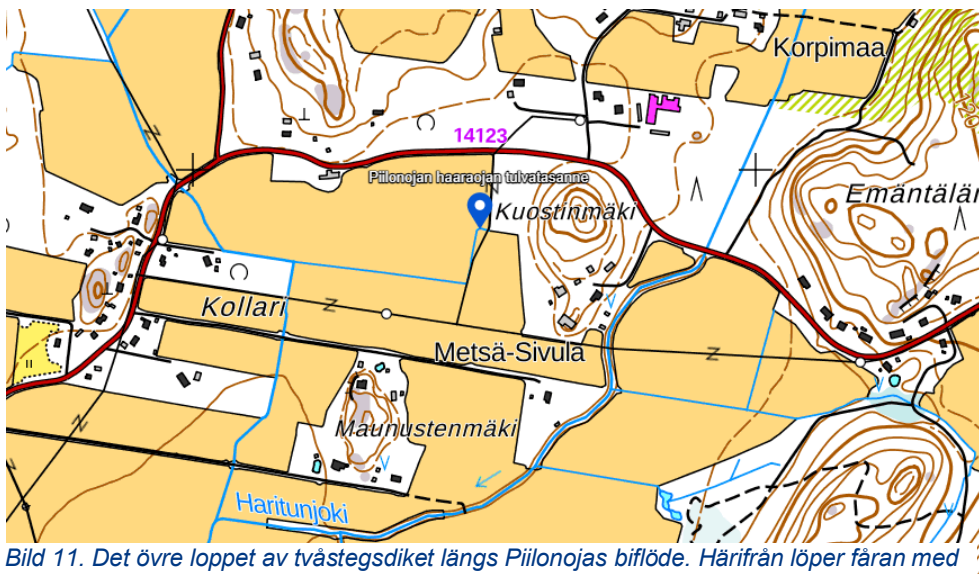 Korpimaa
14123
120
Piilonojan haaraojan tulvatasanne
Kuostinmäki
Emäntälän
Kollari
Metsä-Sivula
Maunustenmäki
Haritunjoki
Bild 11. Det övre loppet av tvåstegsdiket längs Piilonojas biflöde. Härifrån löper fåran med